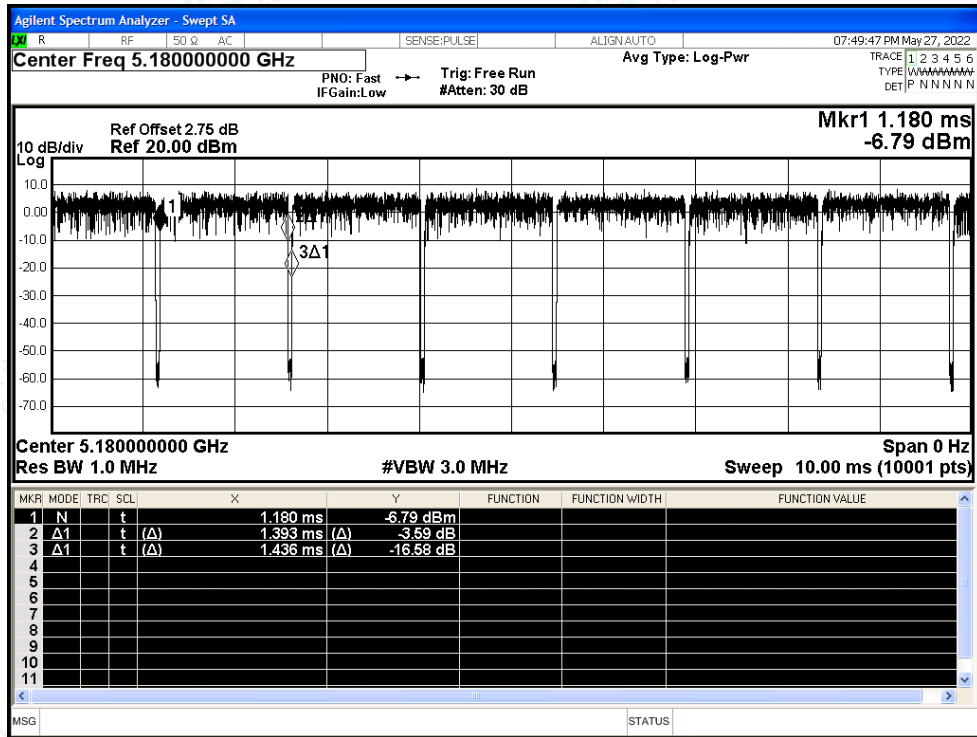 Agilent Spectrum Analyzer - Swept SA
LXI R RF 50 Ω AC SENSE:PULSE ALIGN AUTO 07:49:47 PM May 27, 2022
Center Freq 5.180000000 GHz
PNO: Fast
IFGain:Low
Trig: Free Run
#Atten: 30 dB
Avg Type: Log-Pwr
TRACE 1 2 3 4 5 6
TYPE WWWWWW
DET P N N N N N
Mkr1 1.180 ms
-6.79 dBm
Ref Offset 2.75 dB
10 dB/div Ref 20.00 dBm
Log
10.0
0.00
-10.0
-20.0
-30.0
-40.0
-50.0
-60.0
-70.0
1
3Δ1
Center 5.180000000 GHz Span 0 Hz
Res BW 1.0 MHz #VBW 3.0 MHz Sweep 10.00 ms (10001 pts)
MKR MODE TRC SCL X Y FUNCTION FUNCTION WIDTH FUNCTION VALUE
1 N t 1.180 ms -6.79 dBm
2 Δ1 t (Δ) 1.393 ms (Δ) -3.59 dB
3 Δ1 t (Δ) 1.436 ms (Δ) -16.58 dB
4
5
6
7
8
9
10
11
MSG STATUS